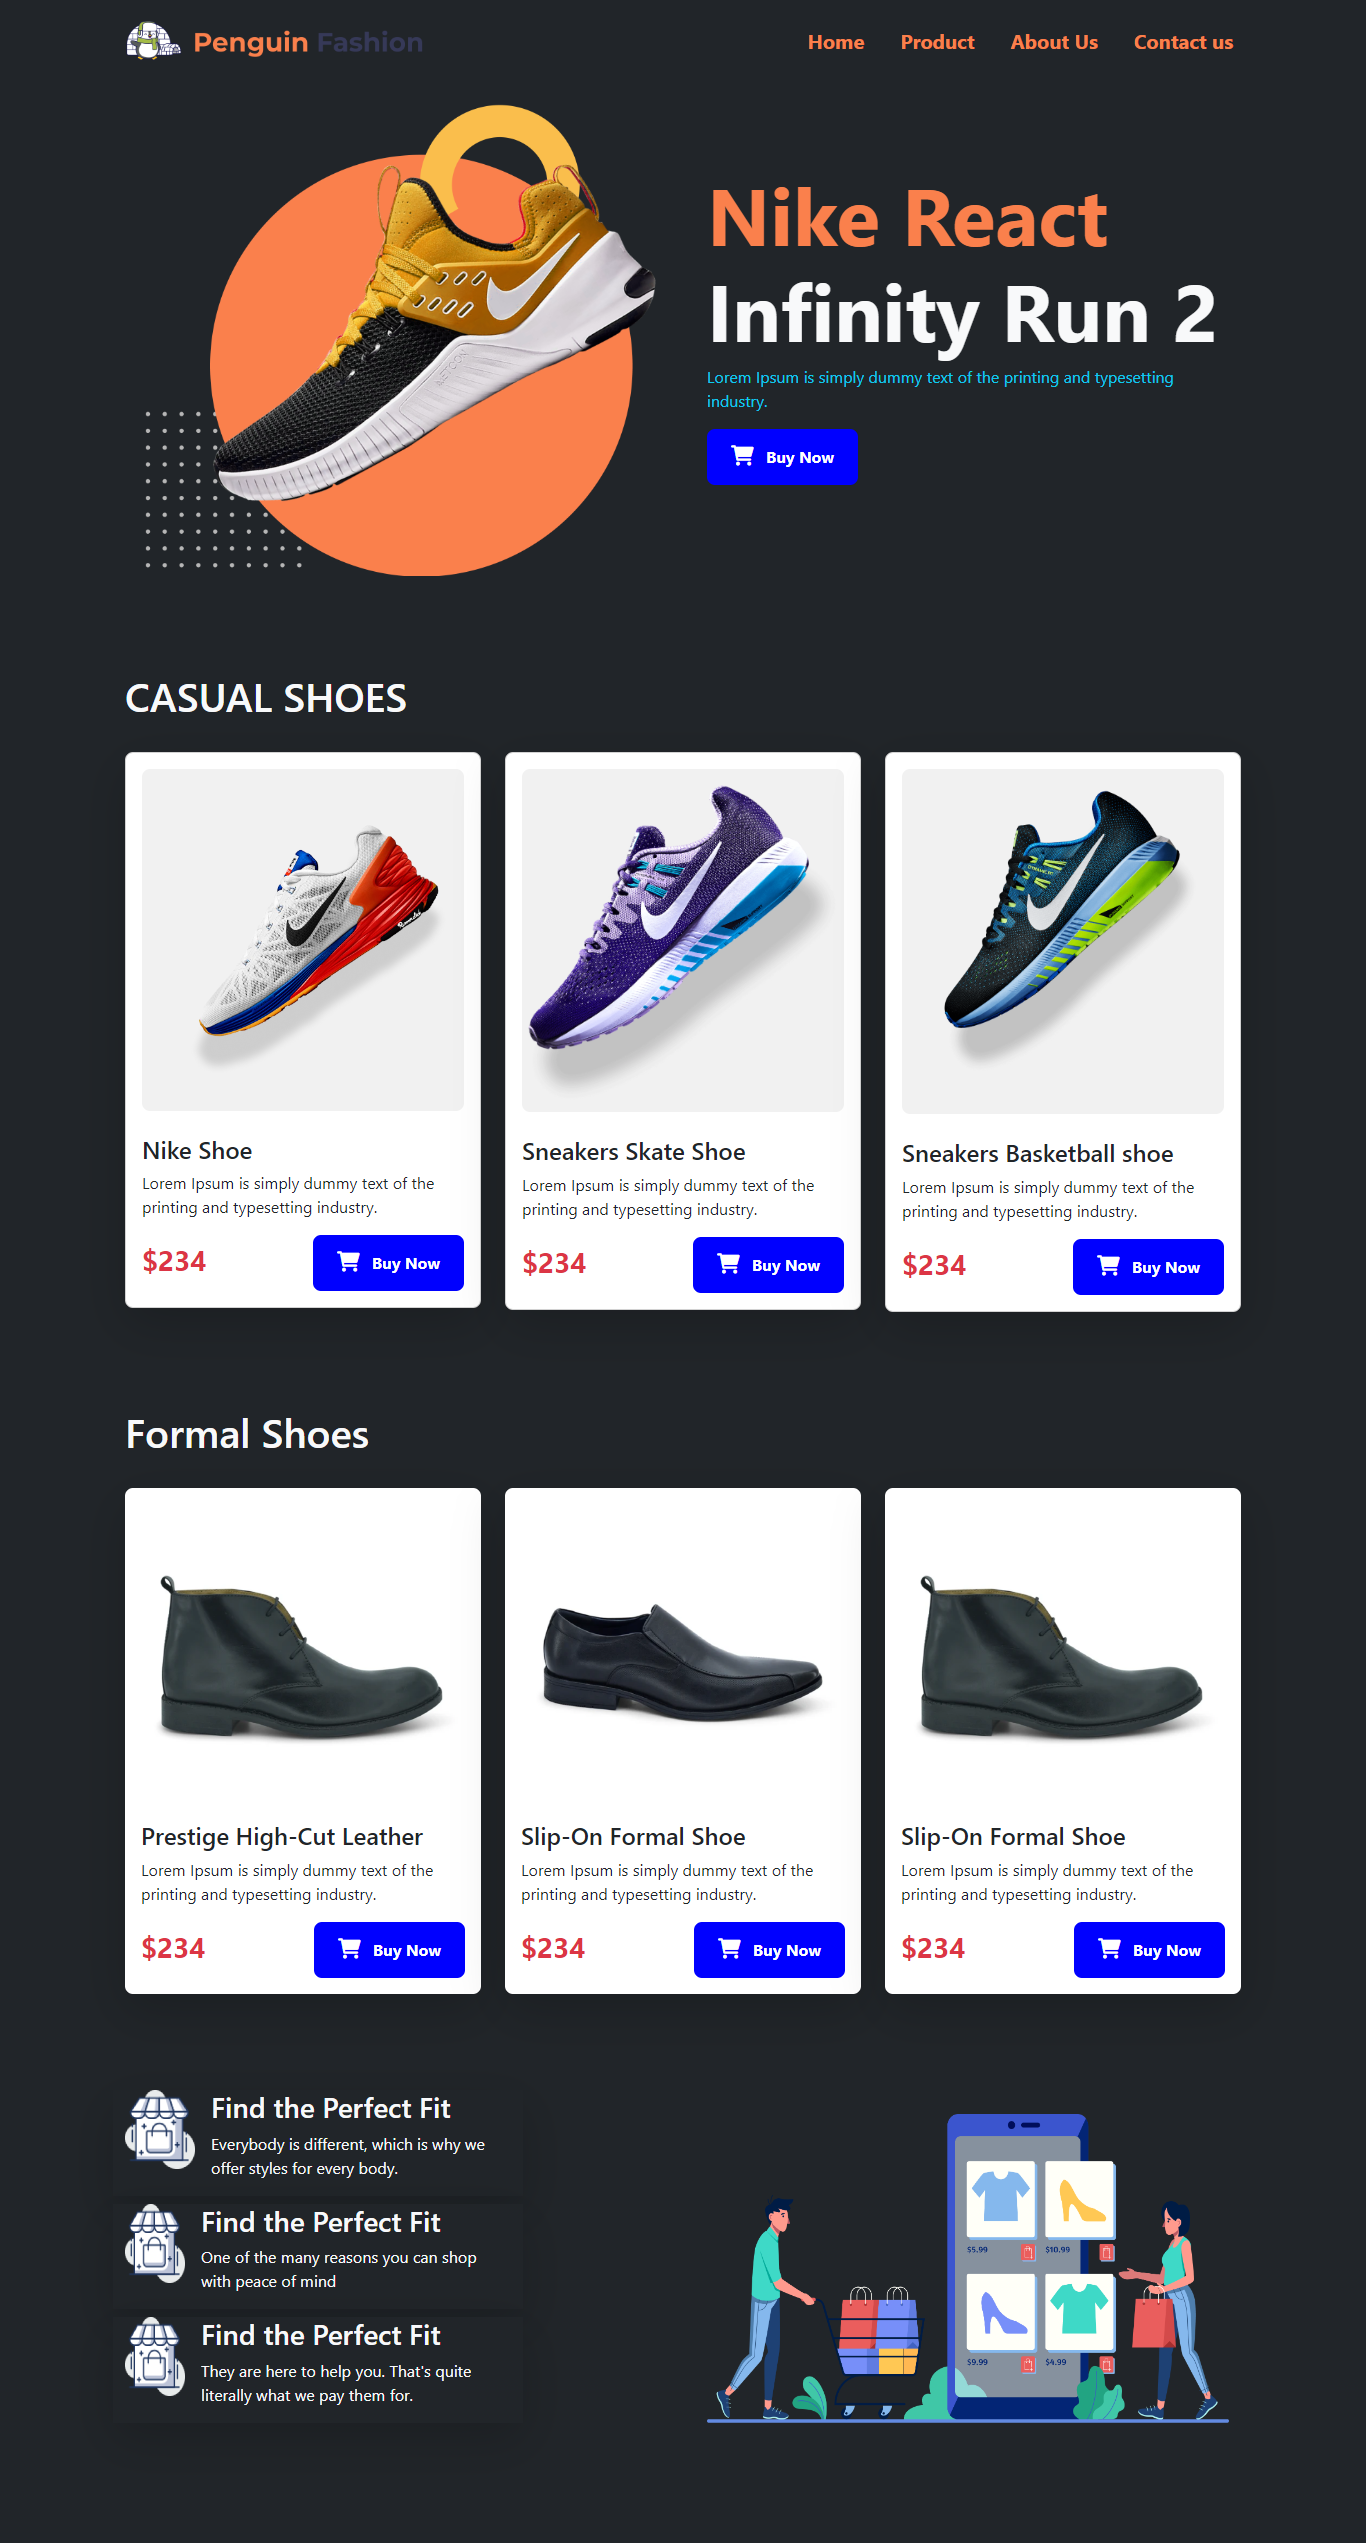 Penguin Fashion
Home Product About Us Contact us
Nike React
Infinity Run 2
Lorem Ipsum is simply dummy text of the printing and typesetting
industry.
Buy Now
CASUAL SHOES
Nike Shoe
Lorem Ipsum is simply dummy text of the
printing and typesetting industry.
$234 Buy Now
Sneakers Skate Shoe
Lorem Ipsum is simply dummy text of the
printing and typesetting industry.
$234 Buy Now
Sneakers Basketball shoe
Lorem Ipsum is simply dummy text of the
printing and typesetting industry.
$234 Buy Now
Formal Shoes
Prestige High-Cut Leather
Lorem Ipsum is simply dummy text of the
printing and typesetting industry.
$234 Buy Now
Slip-On Formal Shoe
Lorem Ipsum is simply dummy text of the
printing and typesetting industry.
$234 Buy Now
Slip-On Formal Shoe
Lorem Ipsum is simply dummy text of the
printing and typesetting industry.
$234 Buy Now
Find the Perfect Fit
Everybody is different, which is why we
offer styles for every body.
Find the Perfect Fit
One of the many reasons you can shop
with peace of mind
Find the Perfect Fit
They are here to help you. That's quite
literally what we pay them for.
$5.99 $10.99
$9.99 $4.99